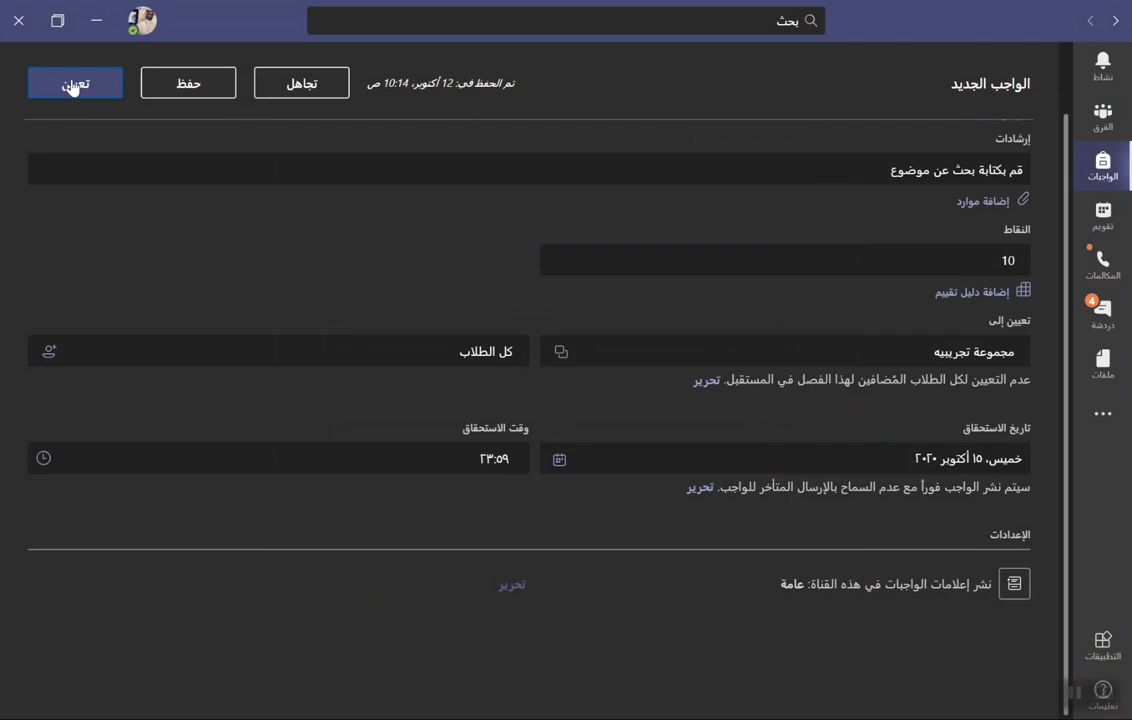 بحث
الواجب الجديد
تم الحفظ في: 12 أكتوبر، 10:14 ص
تجاهل
حفظ
تعيين
إرشادات
قم بكتابة بحث عن موضوع
إضافة موارد
النقاط
10
إضافة دليل تقييم
تعيين إلى
مجموعة تجريبيه
كل الطلاب
عدم التعيين لكل الطلاب المُضافين لهذا الفصل في المستقبل. تحرير
تاريخ الاستحقاق
وقت الاستحقاق
خميس، ١٥ أكتوبر ٢٠٢٠
٢٣:٥٩
سيتم نشر الواجب فوراً مع عدم السماح بالإرسال المتأخر للواجب. تحرير
الإعدادات
نشر إعلامات الواجبات في هذه القناة: عامة
تحرير
نشاط
الفرق
الواجبات
تقويم
المكالمات
4
دردشة
ملفات
التطبيقات
تعليمات